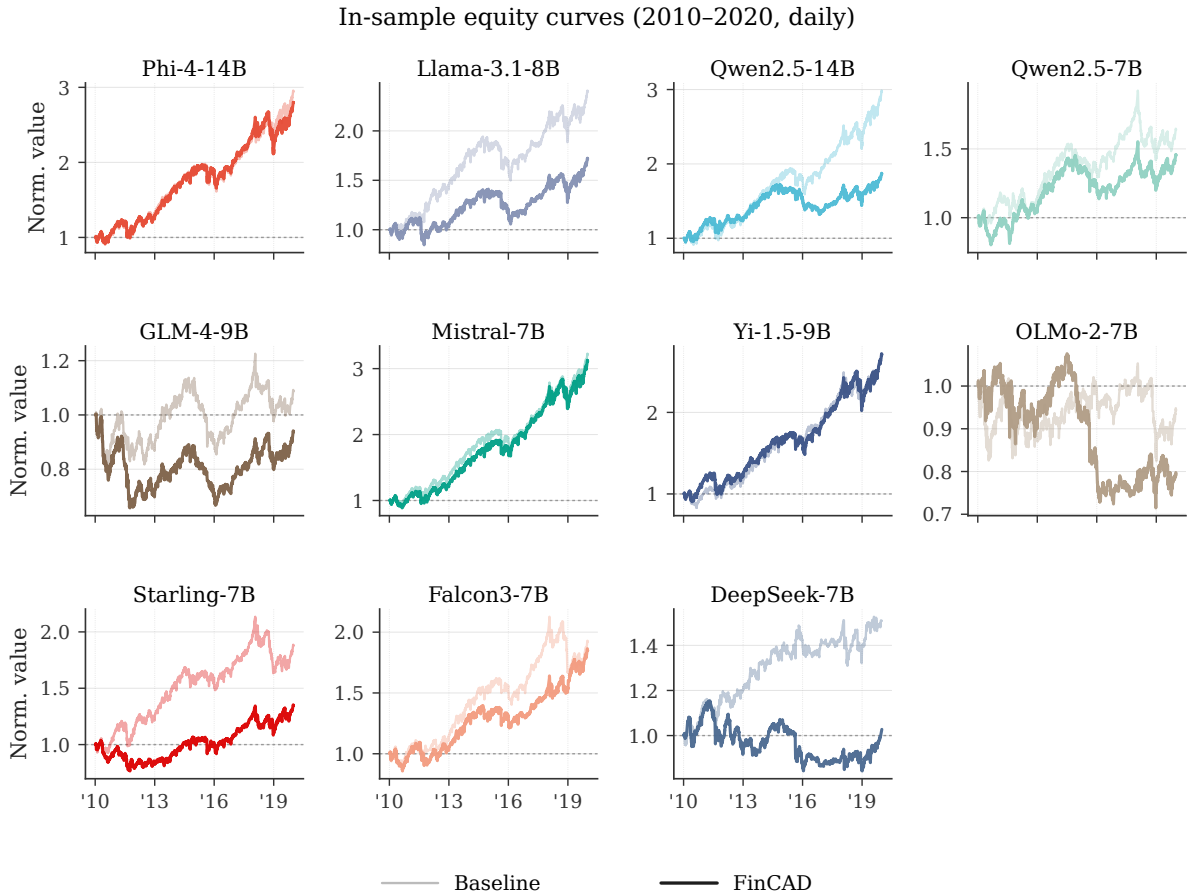 In-sample equity curves (2010–2020, daily)
Phi-4-14B
Llama-3.1-8B
Qwen2.5-14B
Qwen2.5-7B
Norm. value
3
2
1
2.0
1.5
1.0
3
2
1
1.5
1.0
GLM-4-9B
Mistral-7B
Yi-1.5-9B
OLMo-2-7B
Norm. value
1.2
1.0
0.8
3
2
1
2
1
1.0
0.9
0.8
0.7
Starling-7B
Falcon3-7B
DeepSeek-7B
Norm. value
2.0
1.5
1.0
2.0
1.5
1.0
1.4
1.2
1.0
'10 '13 '16 '19
'10 '13 '16 '19
'10 '13 '16 '19
Baseline
FinCAD